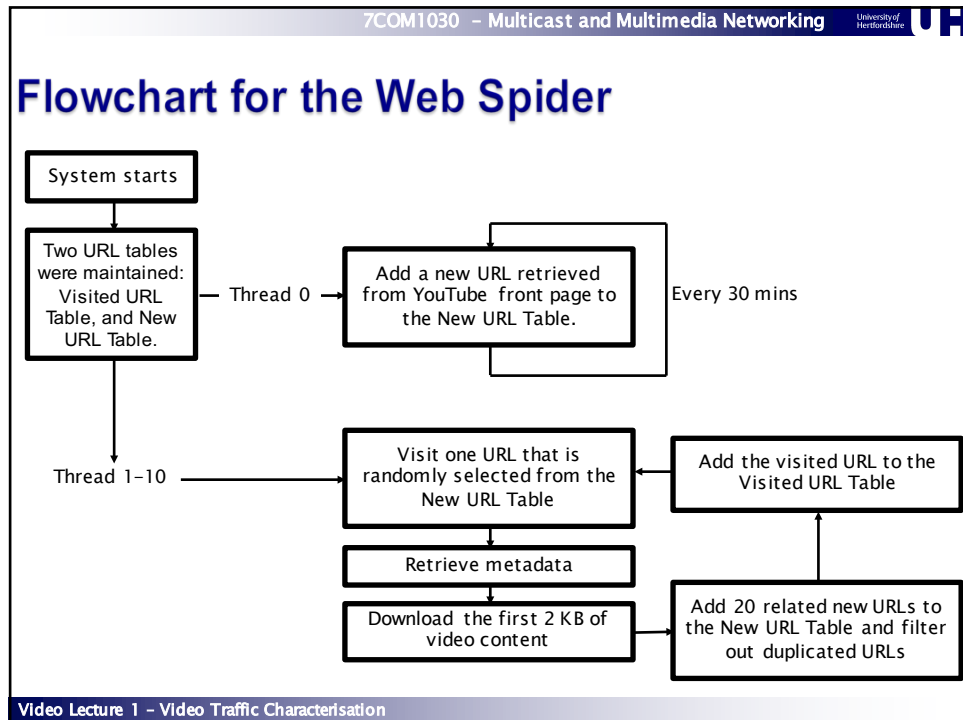 7COM1030 – Multicast and Multimedia Networking
University of
Hertfordshire
UH
Flowchart for the Web Spider
System starts
Two URL tables
were maintained:
Visited URL
Table, and New
URL Table.
Thread 0
Add a new URL retrieved
from YouTube front page to
the New URL Table.
Every 30 mins
Thread 1-10
Visit one URL that is
randomly selected from the
New URL Table
Retrieve metadata
Download the first 2 KB of
video content
Add 20 related new URLs to
the New URL Table and filter
out duplicated URLs
Add the visited URL to the
Visited URL Table
Video Lecture 1 – Video Traffic Characterisation